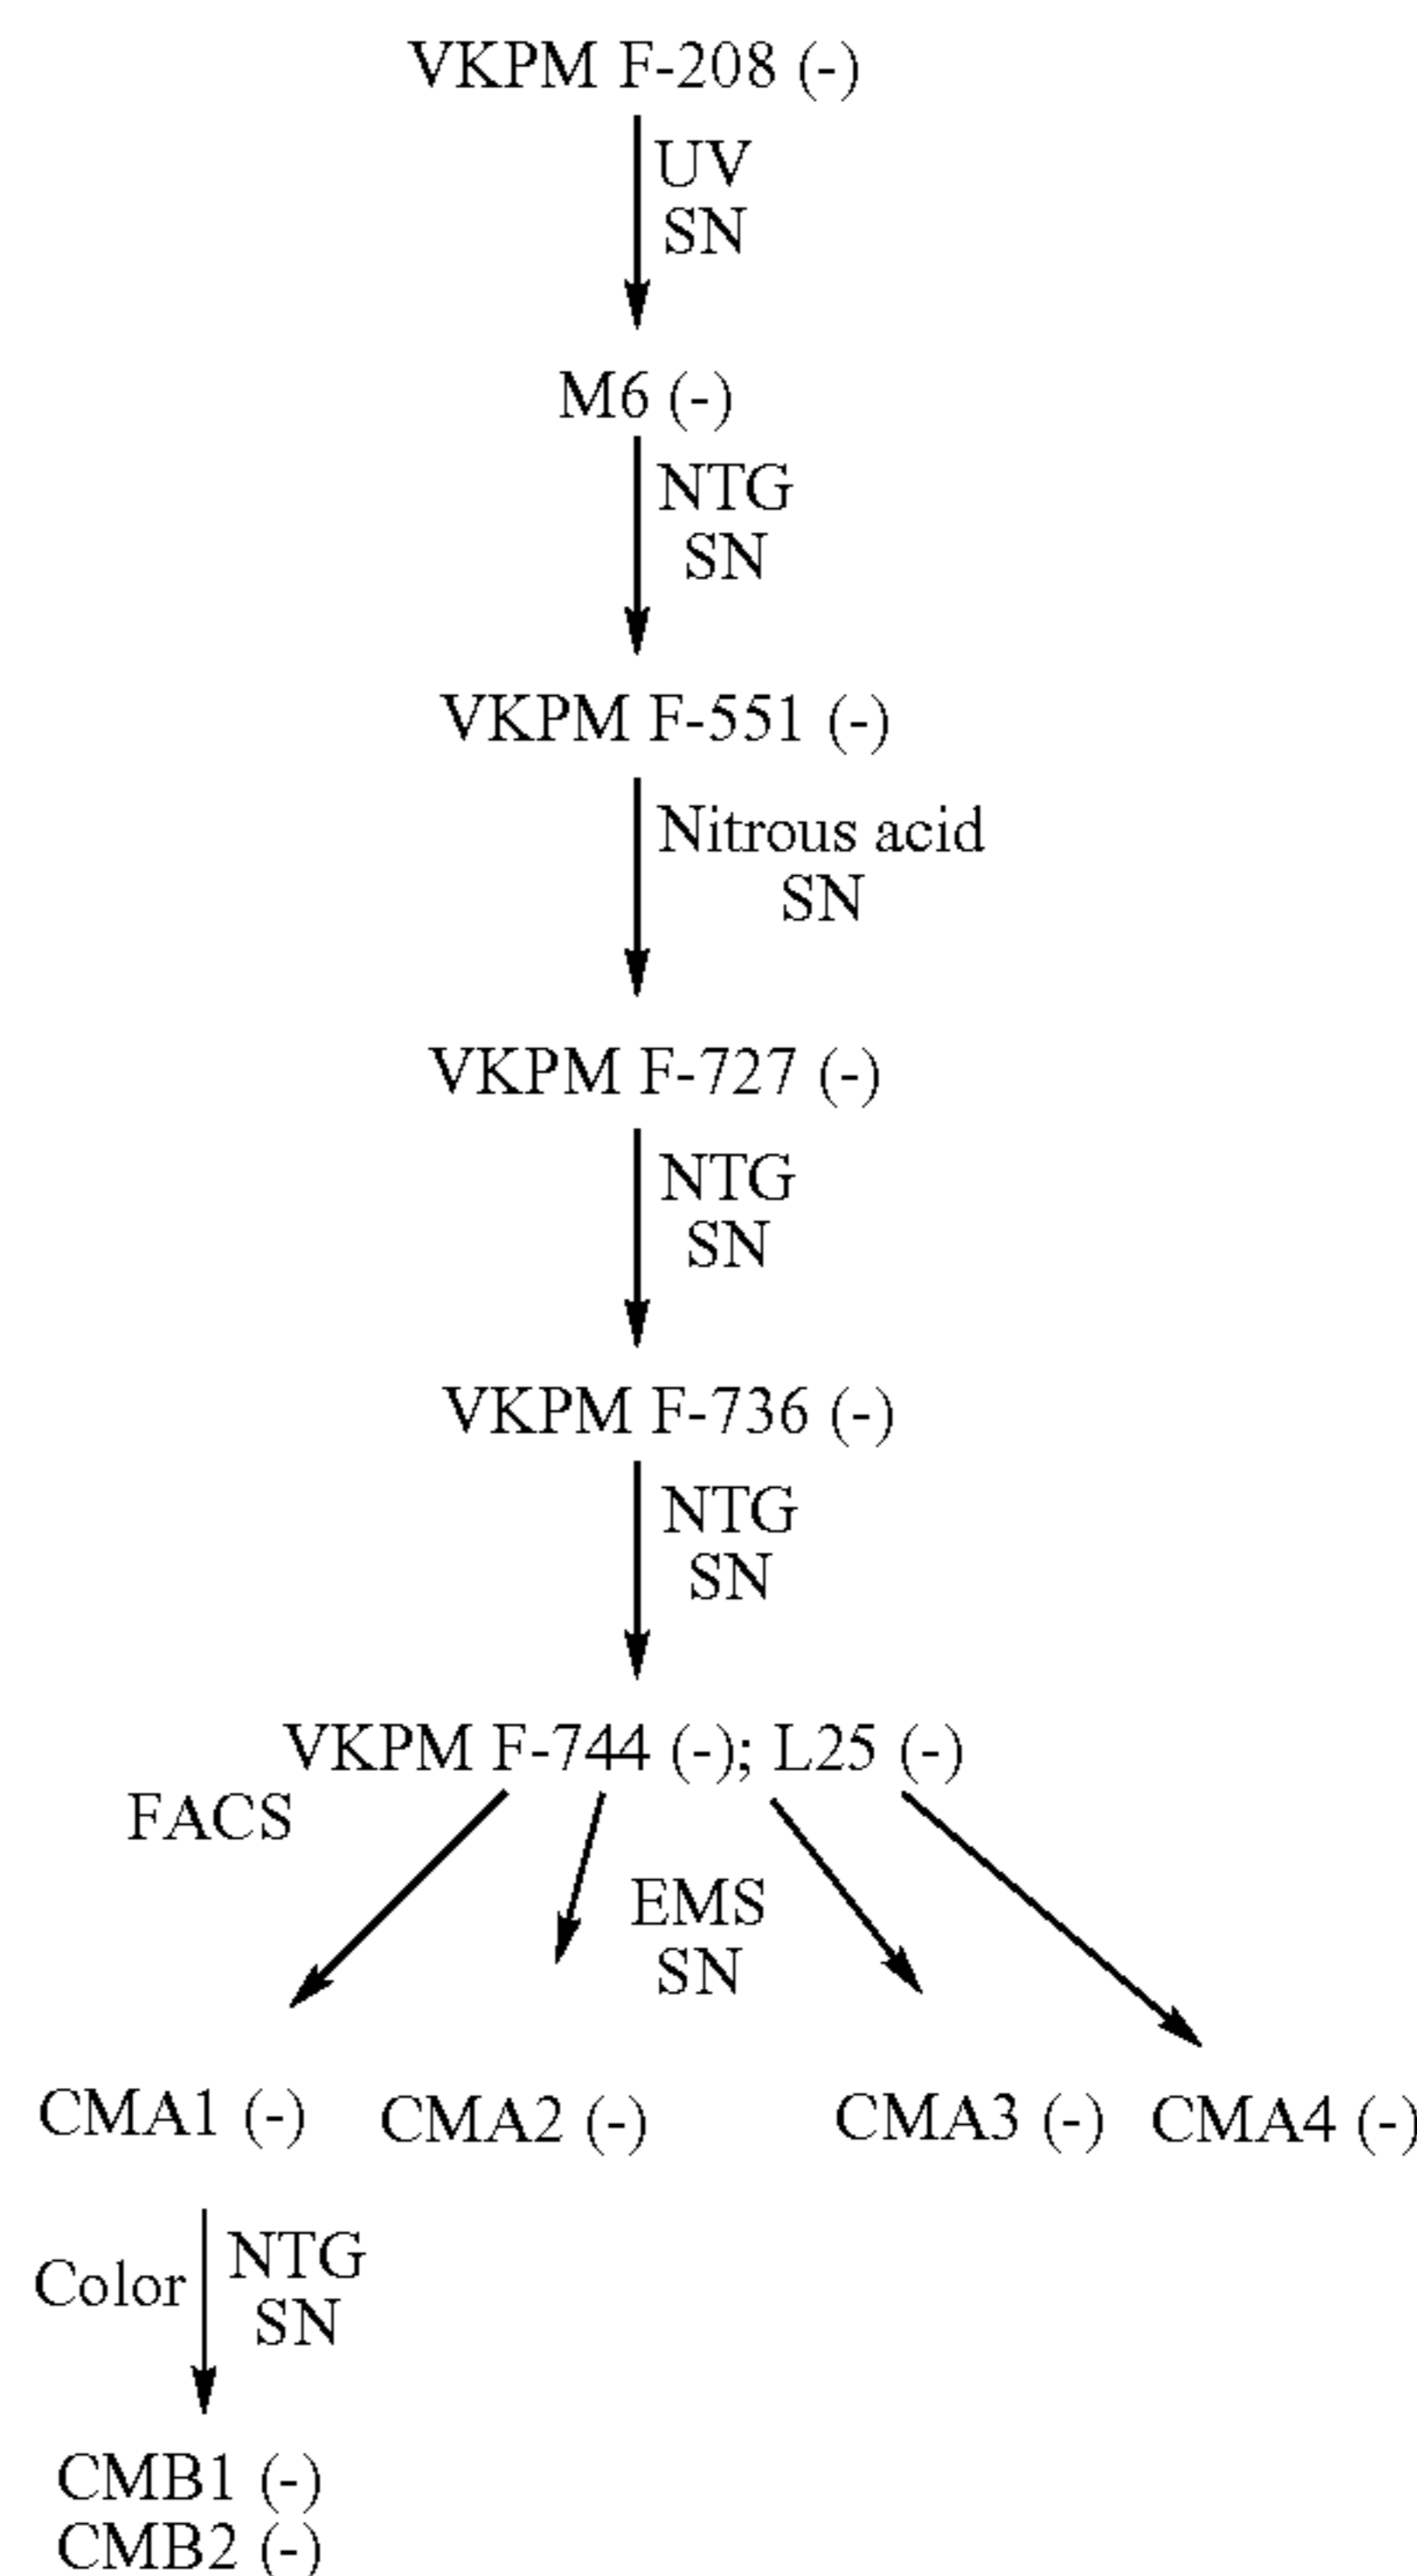 VKPM F-208 (-)
UV
SN
M6 (-)
NTG
SN
VKPM F-551 (-)
Nitrous acid
SN
VKPM F-727 (-)
NTG
SN
VKPM F-736 (-)
NTG
SN
VKPM F-744 (-); L25 (-)
FACS
EMS
SN
CMA1 (-) CMA2 (-) CMA3 (-) CMA4 (-)
Color
NTG
SN
CMB1 (-)
CMB2 (-)